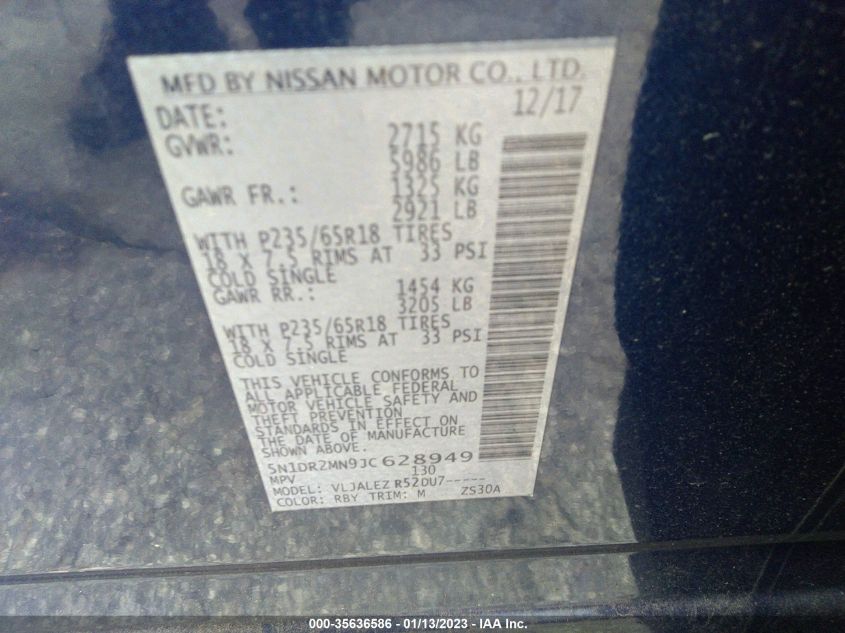 MFD BY NISSAN MOTOR CO., LTD.
DATE: 12/17
GVWR: 2715 KG
5986 LB
GAWR FR.: 1325 KG
2921 LB
WITH P235/65R18 TIRES
18 X 7.5 RIMS AT 33 PSI
COLD SINGLE
GAWR RR.: 1454 KG
3205 LB
WITH P235/65R18 TIRES
18 X 7.5 RIMS AT 33 PSI
COLD SINGLE
THIS VEHICLE CONFORMS TO
ALL APPLICABLE FEDERAL
MOTOR VEHICLE SAFETY AND
THEFT PREVENTION
STANDARDS IN EFFECT ON
THE DATE OF MANUFACTURE
SHOWN ABOVE.
5N1DR2MN9JC628949
MPV 130
MODEL: VLJALEZ R52DU7-----
COLOR: RBY TRIM: M ZS30A
000-35636586 - 01/13/2023 - IAA Inc.